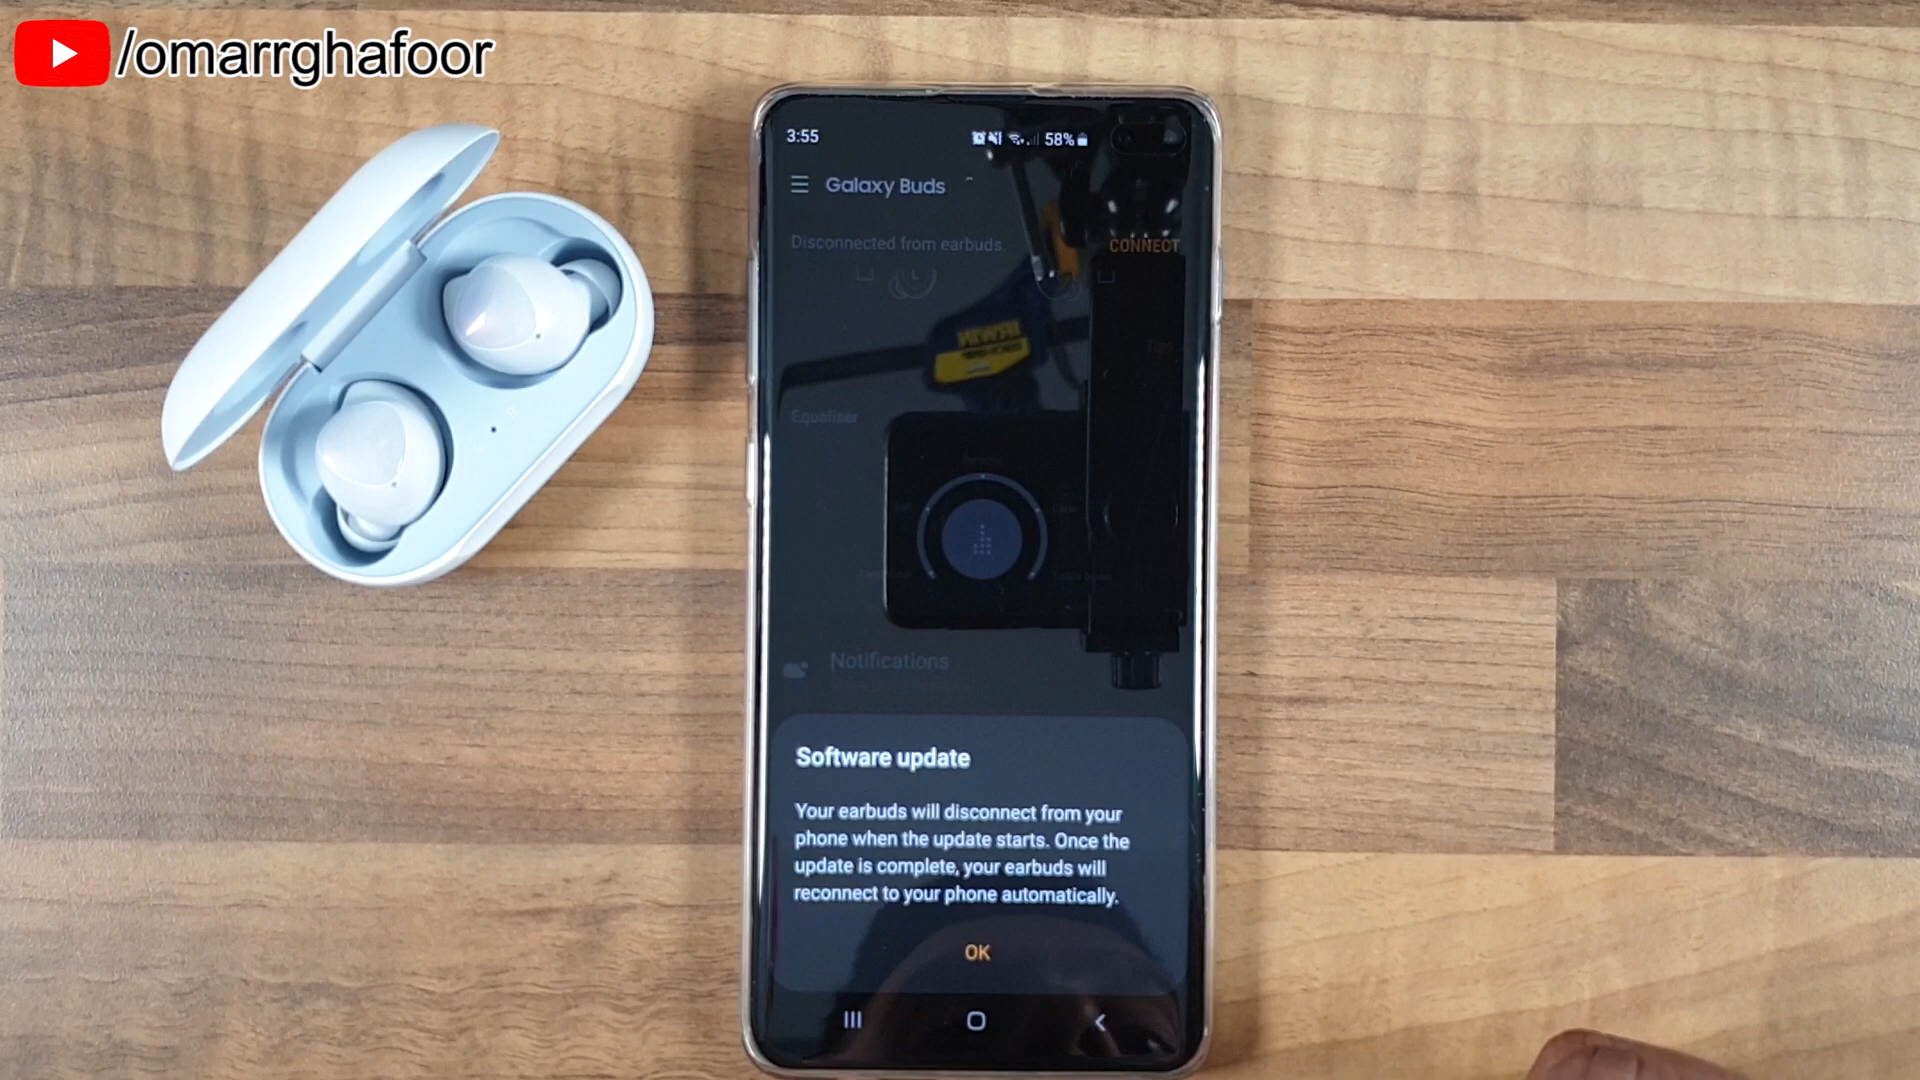 /omarrghafoor
3:55
58%
Galaxy Buds
Disconnected from earbuds.
CONNECT
IRWIN
Tips
Equaliser
Notifications
Software update
Your earbuds will disconnect from your
phone when the update starts. Once the
update is complete, your earbuds will
reconnect to your phone automatically.
OK
R